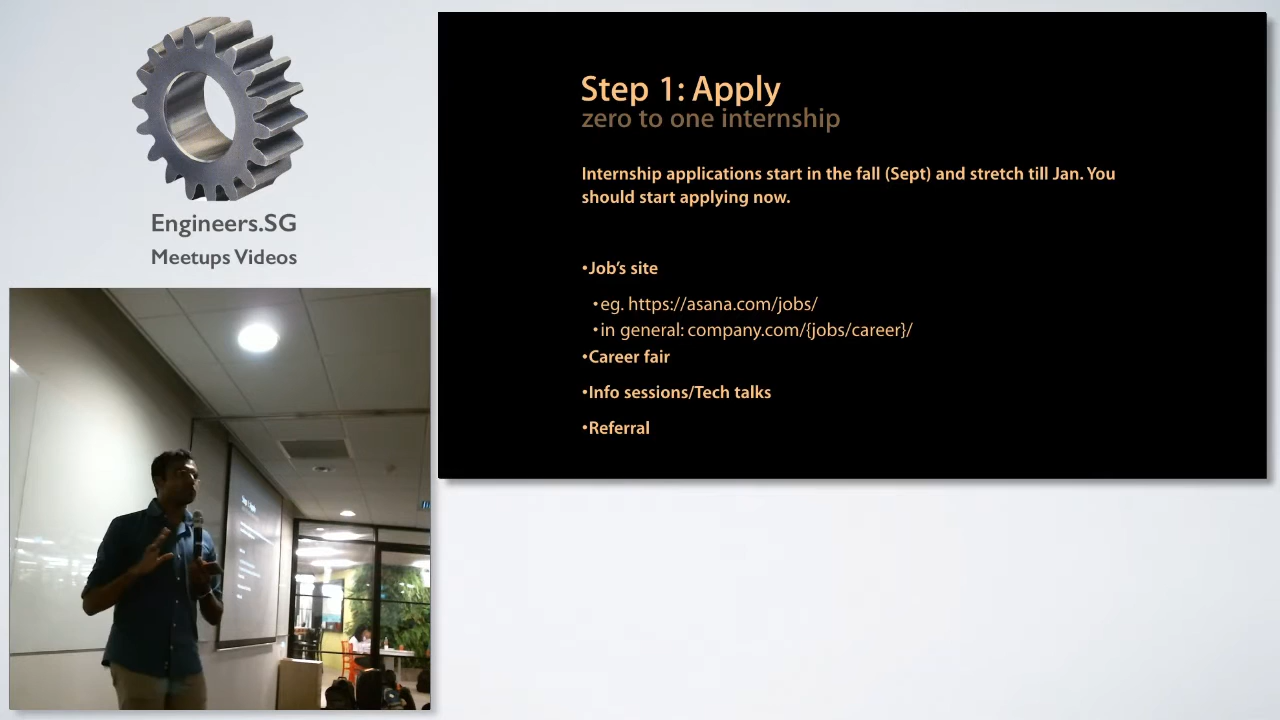 Engineers.SG
Meetups Videos
Step 1: Apply
zero to one internship
Internship applications start in the fall (Sept) and stretch till Jan. You
should start applying now.
•Job's site
•eg. https://asana.com/jobs/
•in general: company.com/{jobs/career}/
•Career fair
•Info sessions/Tech talks
•Referral